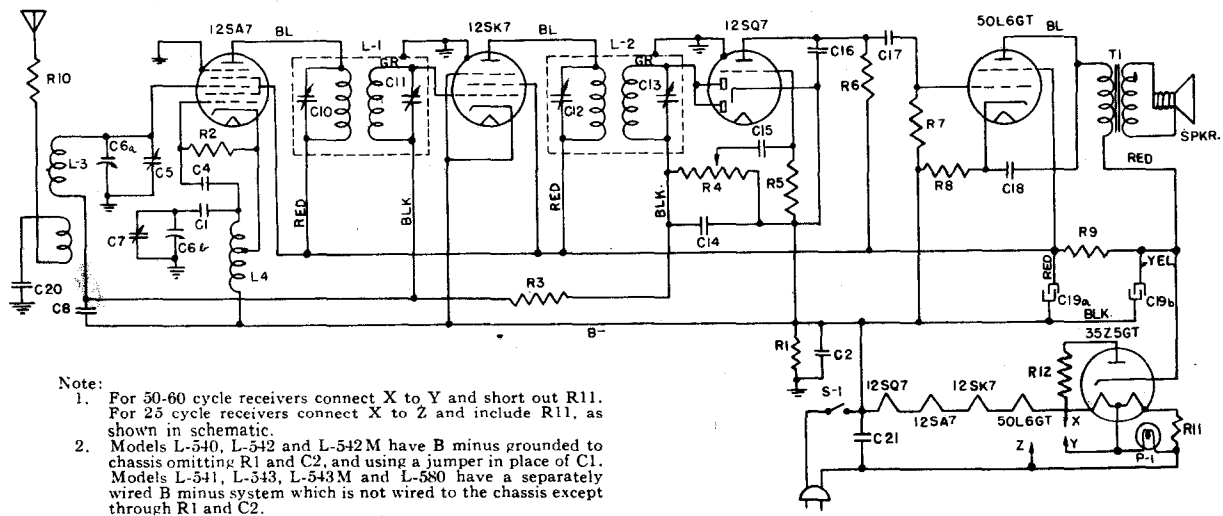 12SA7
12SK7
12SQ7
50L6GT
BL
L-1
BL
L-2
BL
T1
GR
GR
C16
C17
R10
C10
C11
C12
C13
R6
R2
C15
R7
SPKR.
L-3
C6a
C5
C4
R4
R5
R8
C18
RED
RED
BLK
RED
BLK.
C14
C7
C6b
C1
L4
R9
RED
YEL
C20
R3
C19a
C19b
C8
B-
BLK.
35Z5GT
R1
C2
R12
S-1
12SQ7
12SK7
12SA7
50L6GT
X
R11
C21
Z
Y
P-1
Note:
1. For 50-60 cycle receivers connect X to Y and short out R11.
For 25 cycle receivers connect X to Z and include R11, as
shown in schematic.
2. Models L-540, L-542 and L-542M have B minus grounded to
chassis omitting R1 and C2, and using a jumper in place of C1.
Models L-541, L-543, L-543M and L-580 have a separately
wired B minus system which is not wired to the chassis except
through R1 and C2.